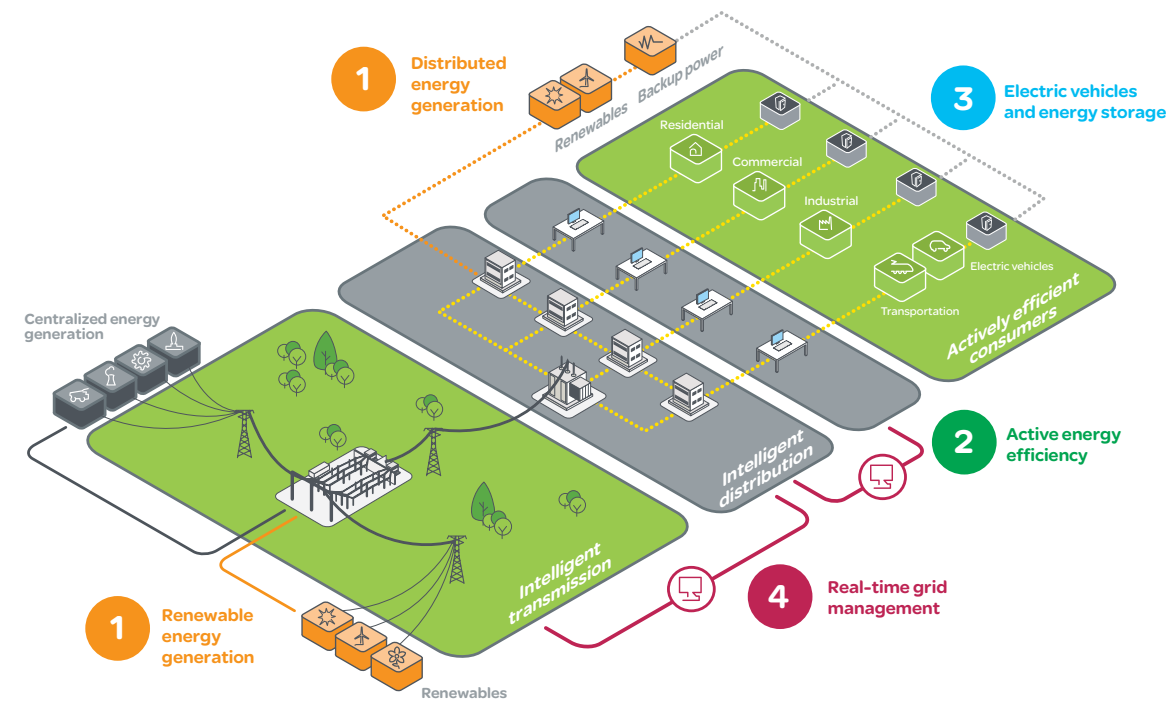 1
Distributed
energy
generation
Backup power
Renewables
3
Electric vehicles
and energy storage
Residential
Commercial
Industrial
Electric vehicles
Transportation
Actively efficient
consumers
Centralized energy
generation
2
Active energy
efficiency
Intelligent
distribution
Intelligent
transmission
4
Real-time grid
management
1
Renewable
energy
generation
Renewables